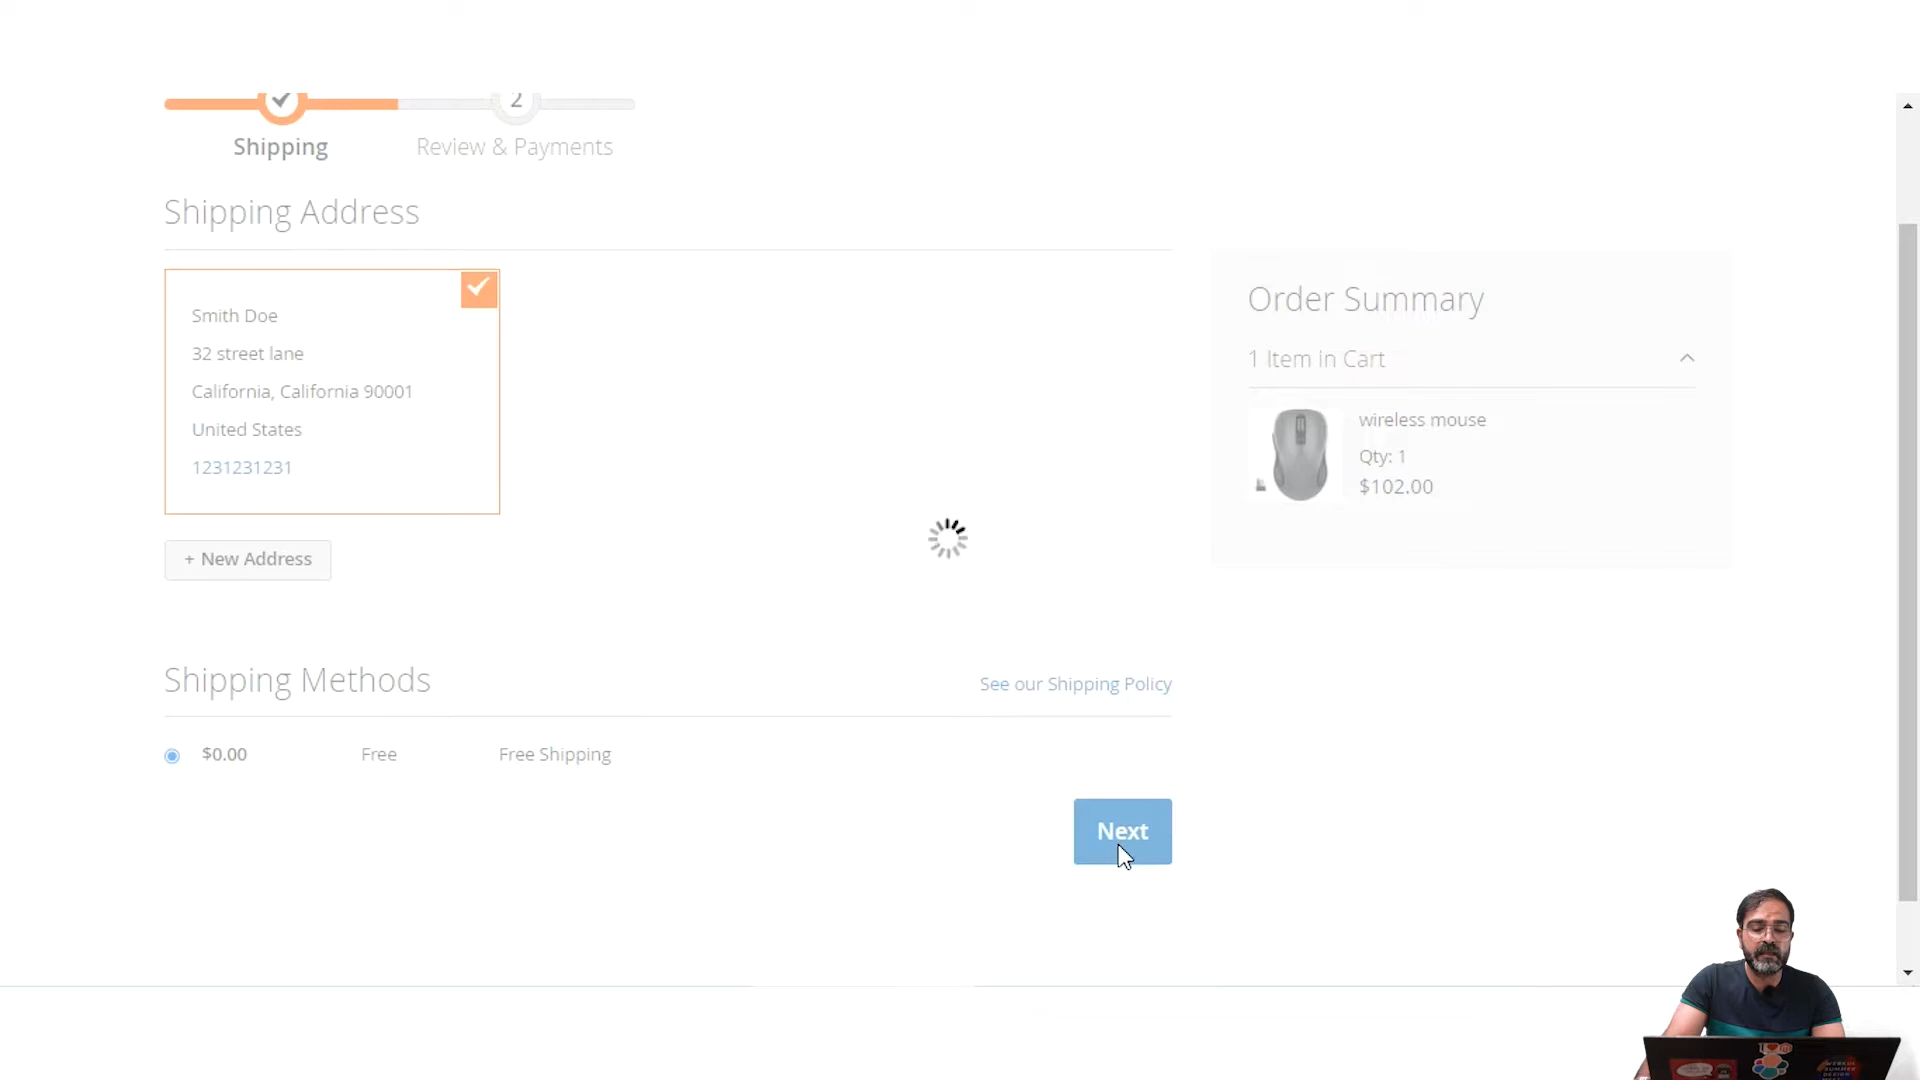 2
Shipping
Review & Payments
Shipping Address
Smith Doe
32 street lane
California, California 90001
United States
1231231231
+ New Address
Order Summary
1 Item in Cart
wireless mouse
Qty: 1
$102.00
Shipping Methods
See our Shipping Policy
$0.00 Free Free Shipping
Next